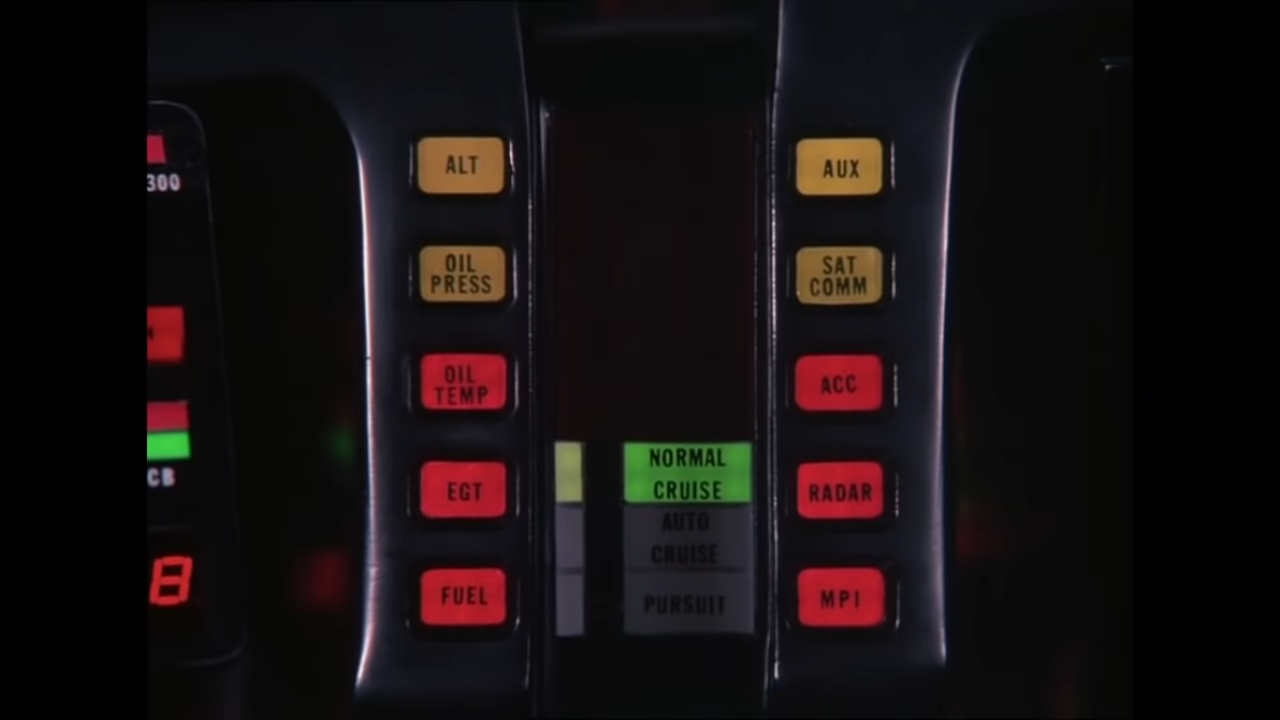 300
CB
8
ALT
OIL
PRESS
OIL
TEMP
EGT
FUEL
NORMAL
CRUISE
AUTO
CRUISE
PURSUIT
AUX
SAT
COMM
ACC
RADAR
MPI